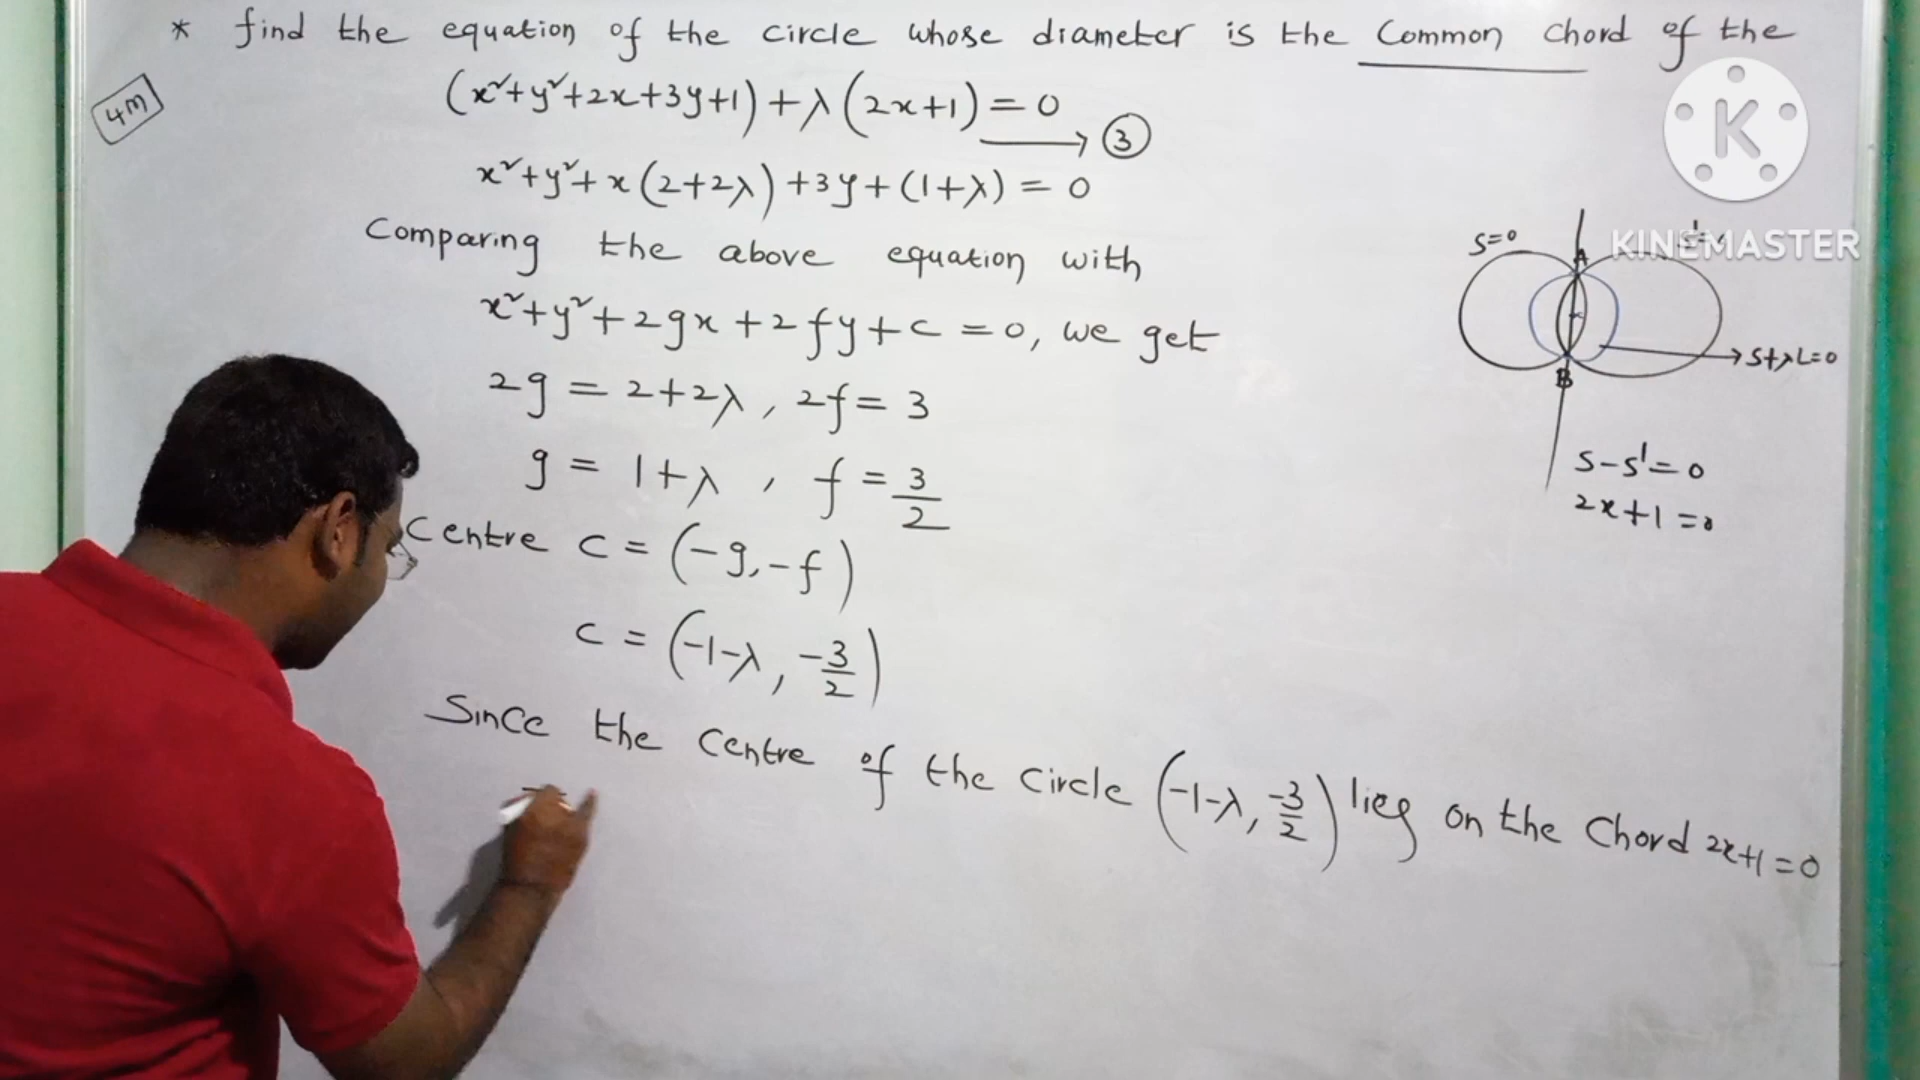 * find the equation of the circle whose diameter is the common chord of the
4M
(x²+y²+2x+3y+1)+λ(2x+1)=0 → ③
x²+y²+x(2+2λ)+3y+(1+λ)=0
Comparing the above equation with
x²+y²+2gx+2fy+c=0, we get
2g=2+2λ, 2f=3
g=1+λ, f=3/2
Centre c=(-g,-f)
c=(-1-λ, -3/2)
Since the centre of the circle (-1-λ, -3/2) lies on the chord 2x+1=0
K
KINEMASTER
S=0
A
B
S+λL=0
S-S'=0
2x+1=0